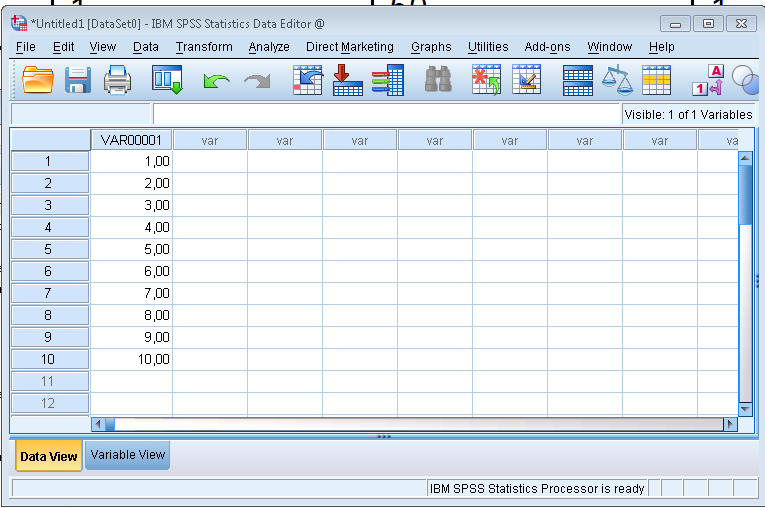 *Untitled1 [DataSet0] - IBM SPSS Statistics Data Editor @
File Edit View Data Transform Analyze Direct Marketing Graphs Utilities Add-ons Window Help
A
1 4
Visible: 1 of 1 Variables
VAR00001 var var var var var var var va
1 1,00
2 2,00
3 3,00
4 4,00
5 5,00
6 6,00
7 7,00
8 8,00
9 9,00
10 10,00
11
12
Data View Variable View
IBM SPSS Statistics Processor is ready